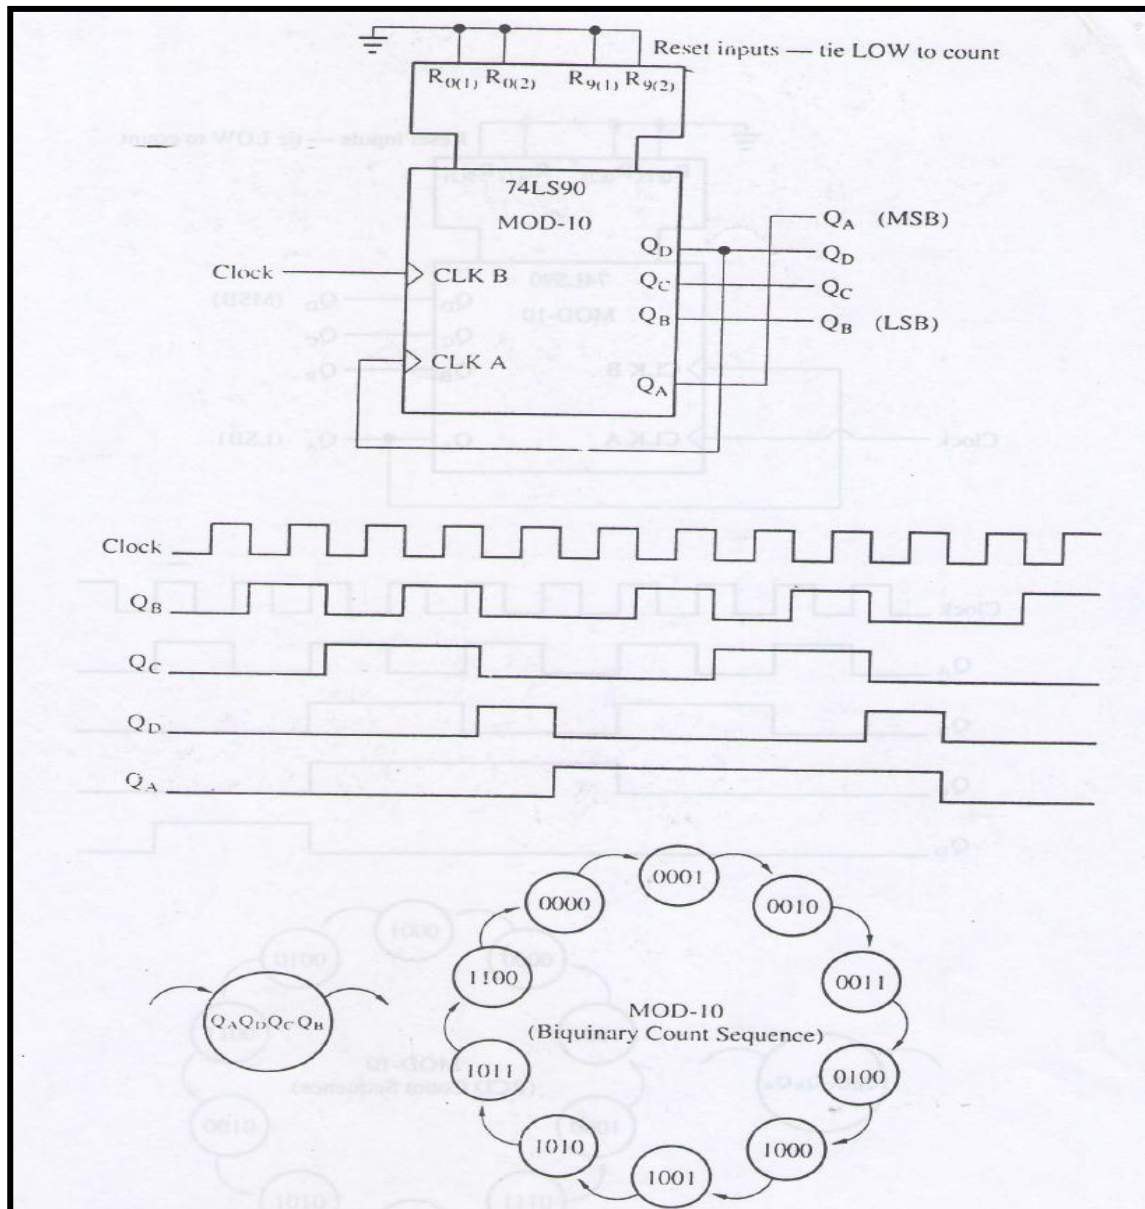 Reset inputs — tie LOW to count
R0(1) R0(2) R9(1) R9(2)
74LS90
MOD-10
QA (MSB)
QD QD
Clock CLK B QC QC
QB QB (LSB)
CLK A
QA
Clock
QB
QC
QD
QA
0001
0000
0010
1100
0011
QAQDQCQB
MOD-10
(Biquinary Count Sequence)
1011
0100
1010
1000
1001